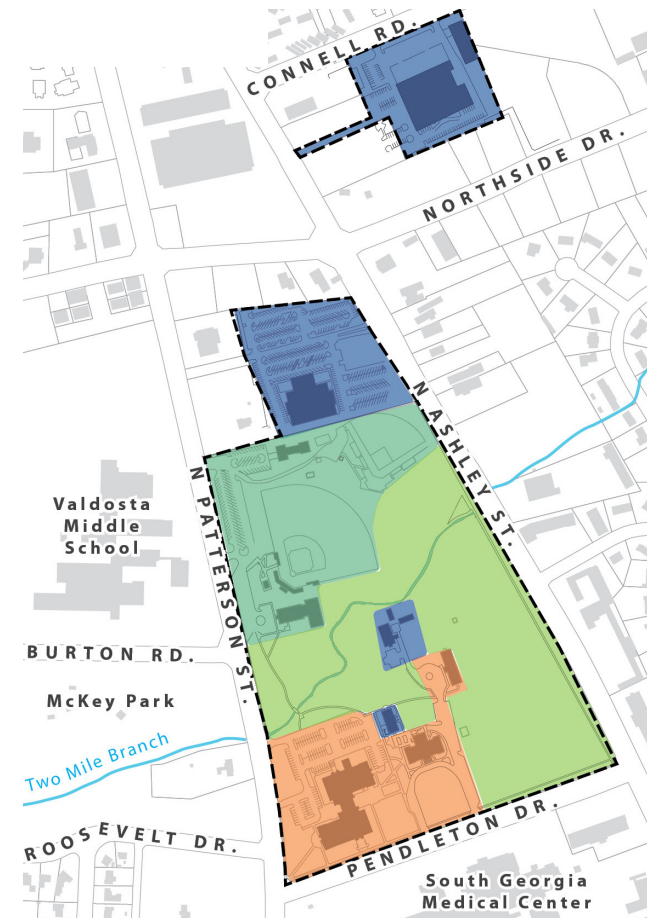 CONNELL RD.
NORTHSIDE DR.
N ASHLEY ST.
N PATTERSON ST.
Valdosta
Middle
School
BURTON RD.
McKey Park
Two Mile Branch
ROOSEVELT DR.
PENDLETON DR.
South Georgia
Medical Center